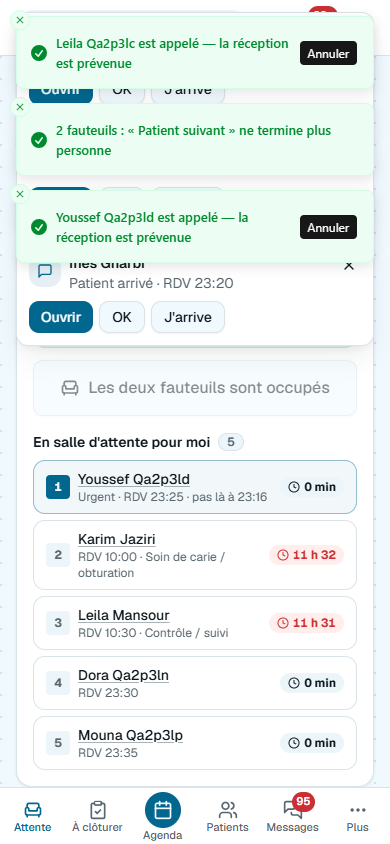 Leila Qa2p3lc est appelé — la réception
est prévenue
Annuler
Ouvrir
OK
J'arrive
2 fauteuils : « Patient suivant » ne termine plus
personne
Youssef Qa2p3ld est appelé — la
réception est prévenue
Annuler
Ines Gharbi
Patient arrivé · RDV 23:20
Ouvrir
OK
J'arrive
Les deux fauteuils sont occupés
En salle d'attente pour moi 5
1
Youssef Qa2p3ld
Urgent · RDV 23:25 · pas là à 23:16
0 min
2
Karim Jaziri
RDV 10:00 · Soin de carie /
obturation
11 h 32
3
Leila Mansour
RDV 10:30 · Contrôle / suivi
11 h 31
4
Dora Qa2p3ln
RDV 23:30
0 min
5
Mouna Qa2p3lp
RDV 23:35
0 min
95
Attente
À clôturer
Agenda
Patients
Messages
Plus